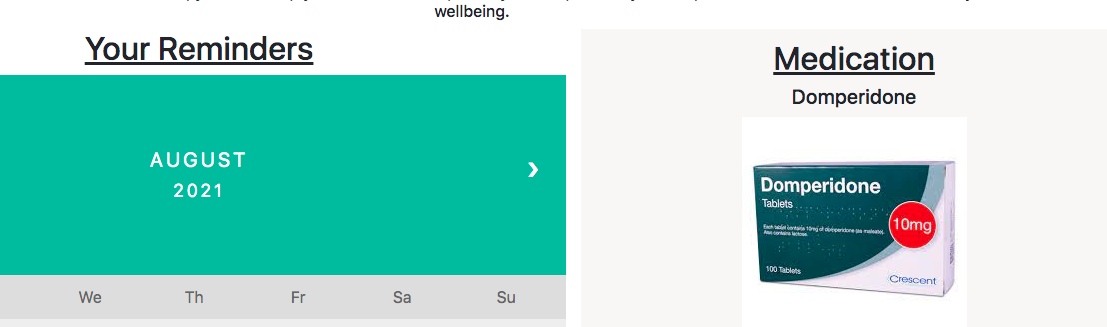 wellbeing.
Your Reminders
AUGUST
2021
›
We Th Fr Sa Su
Medication
Domperidone
Domperidone
Tablets
Each tablet contains 10mg of domperidone (as maleate).
Also contains lactose.
10mg
100 Tablets
Crescent